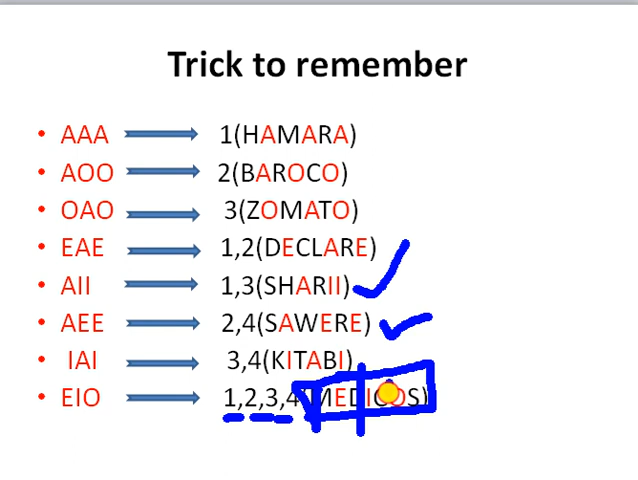 Trick to remember
• AAA 1(HAMARA)
• AOO 2(BAROCO)
• OAO 3(ZOMATO)
• EAE 1,2(DECLARE)
• AII 1,3(SHARII)
• AEE 2,4(SAWERE)
• IAI 3,4(KITABI)
• EIO 1,2,3,4(MEDICOS)